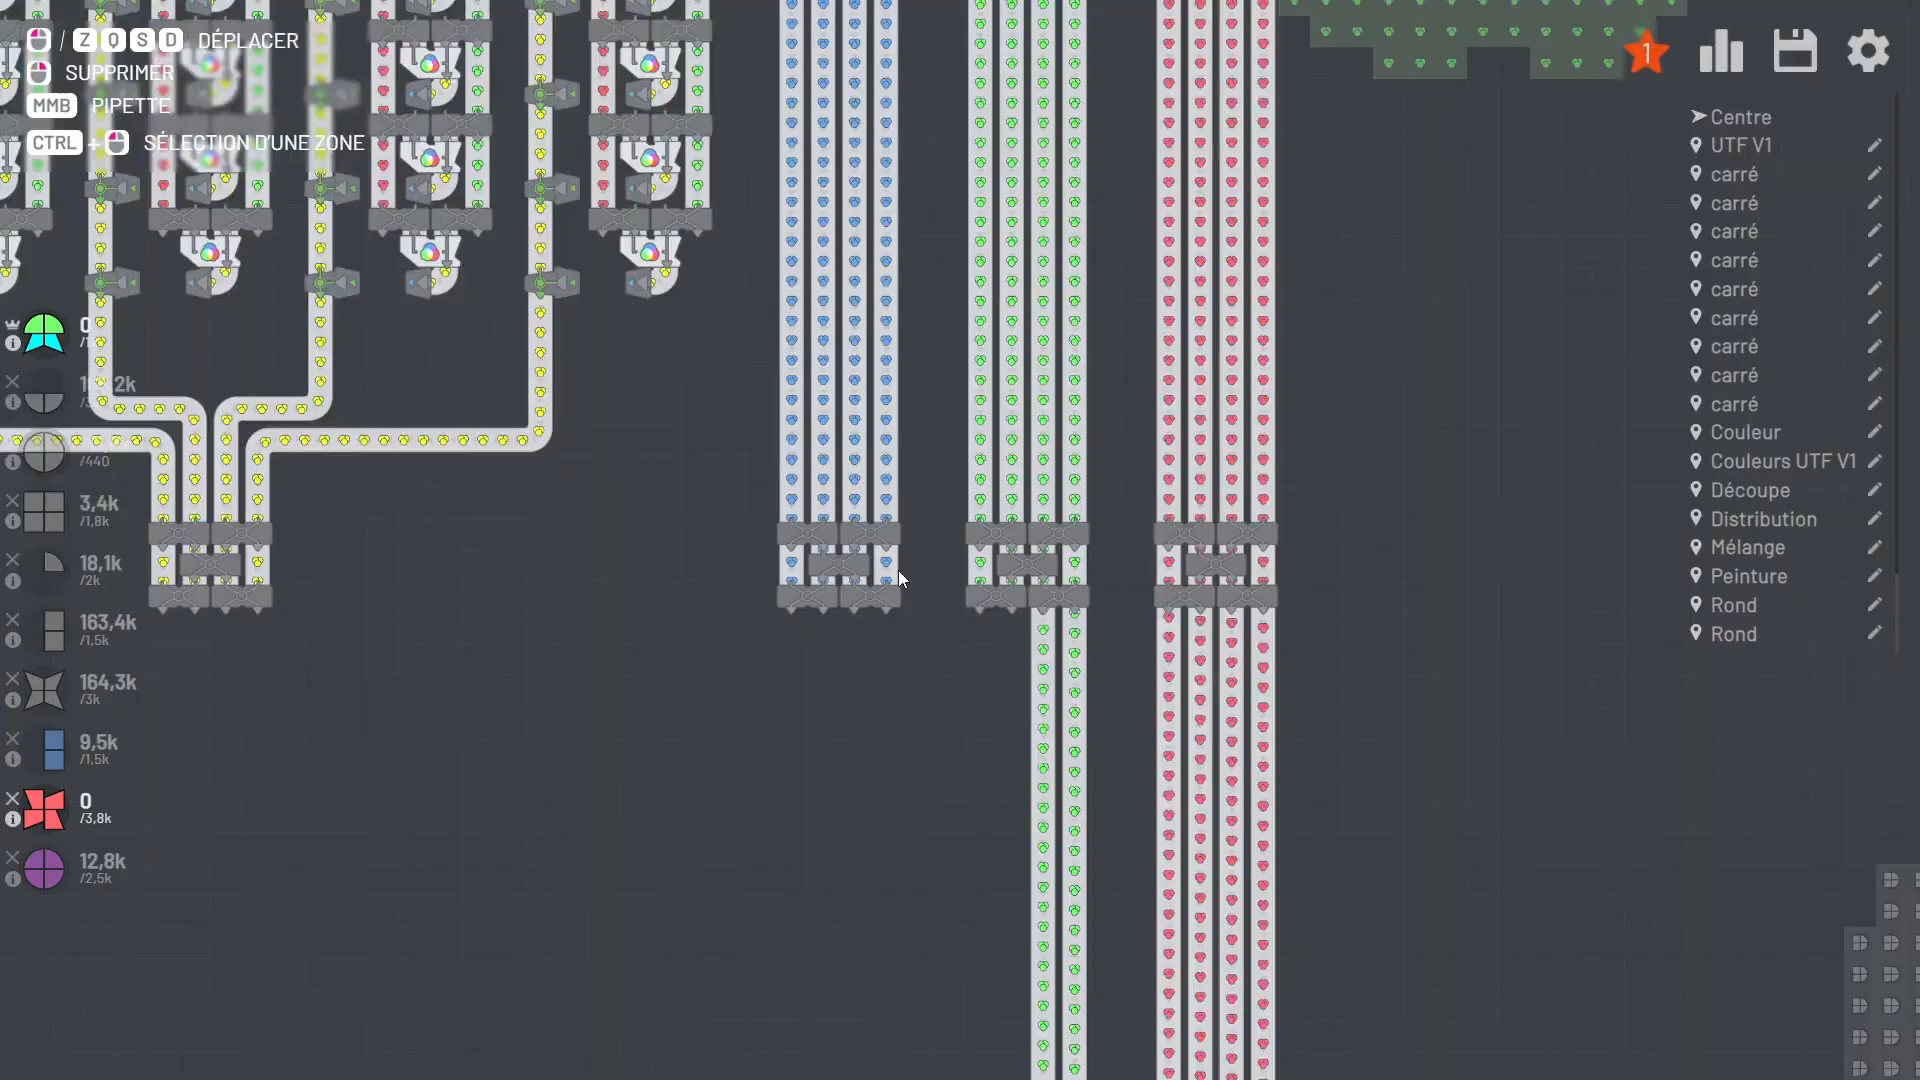 / Z Q S D DÉPLACER
SUPPRIMER
MMB PIPETTE
CTRL + SÉLECTION D'UNE ZONE
1
Centre
UTF V1
carré
carré
carré
carré
carré
carré
carré
carré
carré
Couleur
Couleurs UTF V1
Découpe
Distribution
Mélange
Peinture
Rond
Rond
0
/440
3,4k
/1,8k
18,1k
/2k
163,4k
/1,5k
164,3k
/3k
9,5k
/1,5k
0
/3,8k
12,8k
/2,5k